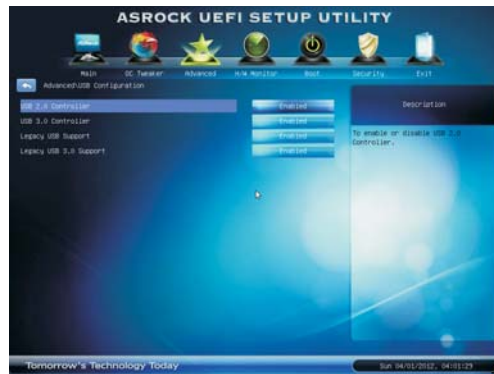 ASROCK UEFI SETUP UTILITY
Main OC Tweaker Advanced H/W Monitor Boot Security Exit
Advanced\USB Configuration
USB 2.0 Controller Enabled
USB 3.0 Controller Enabled
Legacy USB Support Enabled
Legacy USB 3.0 Support Enabled
Description
To enable or disable USB 2.0
Controller.
Tomorrow's Technology Today
Sun 04/01/2012, 04:01:29